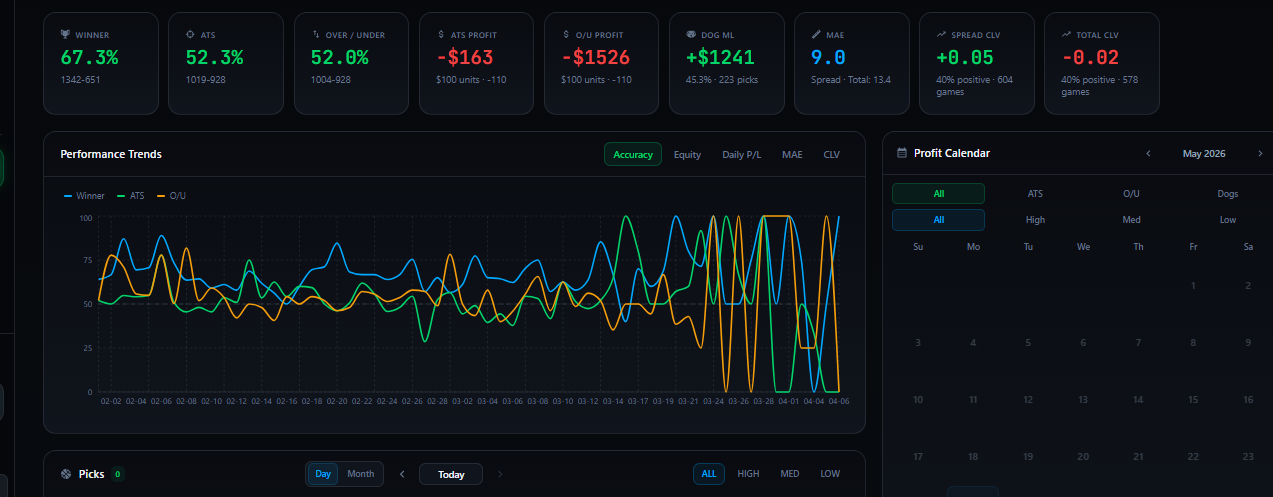 WINNER
67.3%
1342-651
ATS
52.3%
1019-928
OVER / UNDER
52.0%
1004-928
$ ATS PROFIT
-$163
$100 units · -110
$ O/U PROFIT
-$1526
$100 units · -110
DOG ML
+$1241
45.3% · 223 picks
MAE
9.0
Spread · Total: 13.4
SPREAD CLV
+0.05
40% positive · 604
games
TOTAL CLV
-0.02
40% positive · 578
games
Performance Trends
Accuracy Equity Daily P/L MAE CLV
Winner ATS O/U
100
75
50
25
0
02-02 02-04 02-06 02-08 02-10 02-12 02-14 02-16 02-18 02-20 02-22 02-24 02-26 02-28 03-02 03-04 03-06 03-08 03-10 03-12 03-14 03-17 03-19 03-21 03-24 03-26 03-28 04-01 04-04 04-06
Profit Calendar < May 2026 >
All ATS O/U Dogs
All High Med Low
Su Mo Tu We Th Fr Sa
1 2
3 4 5 6 7 8 9
10 11 12 13 14 15 16
17 18 19 20 21 22 23
Picks 0 Day Month < Today > ALL HIGH MED LOW